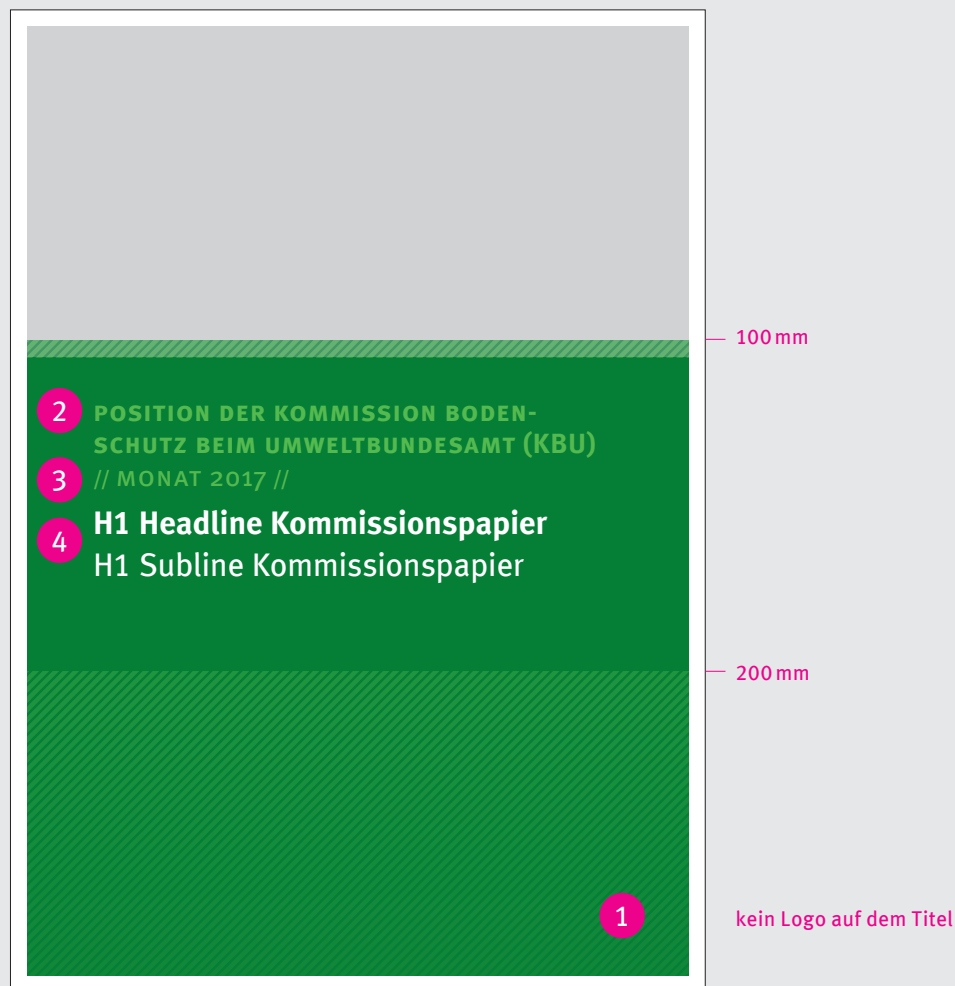 100 mm
2 POSITION DER KOMMISSION BODEN-
SCHUTZ BEIM UMWELTBUNDESAMT (KBU)
3 // MONAT 2017 //
4 H1 Headline Kommissionspapier
H1 Subline Kommissionspapier
200 mm
1 kein Logo auf dem Titel